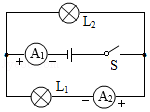 L2
+ A1 −
S
L1
− A2 +